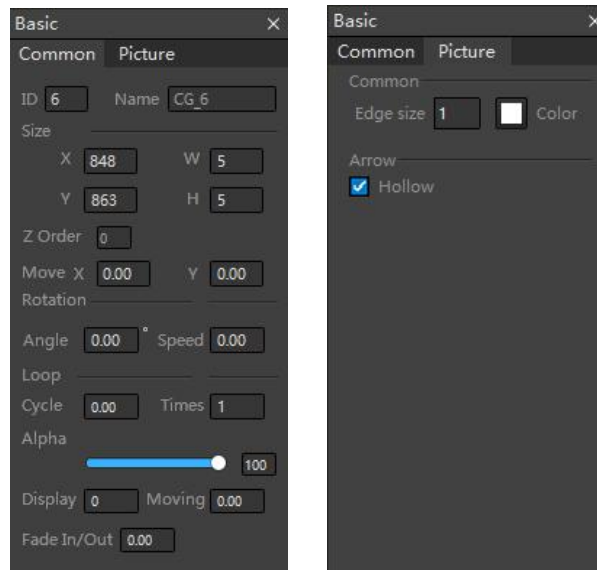 Basic ×
Common Picture
ID 6 Name CG_6
Size
X 848 W 5
Y 863 H 5
Z Order 0
Move X 0.00 Y 0.00
Rotation
Angle 0.00 ° Speed 0.00
Loop
Cycle 0.00 Times 1
Alpha
100
Display 0 Moving 0.00
Fade In/Out 0.00
Basic ×
Common Picture
Common
Edge size 1 Color
Arrow
Hollow